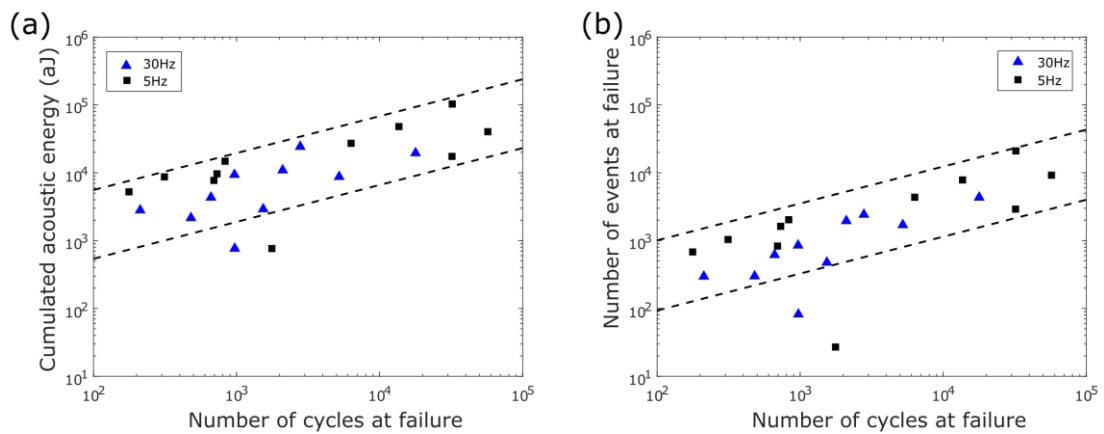 (a)
Cumulated acoustic energy (aJ)
10^6
10^5
10^4
10^3
10^2
10^1
30Hz
5Hz
10^2 10^3 10^4 10^5
Number of cycles at failure
(b)
Number of events at failure
10^6
10^5
10^4
10^3
10^2
10^1
30Hz
5Hz
10^2 10^3 10^4 10^5
Number of cycles at failure